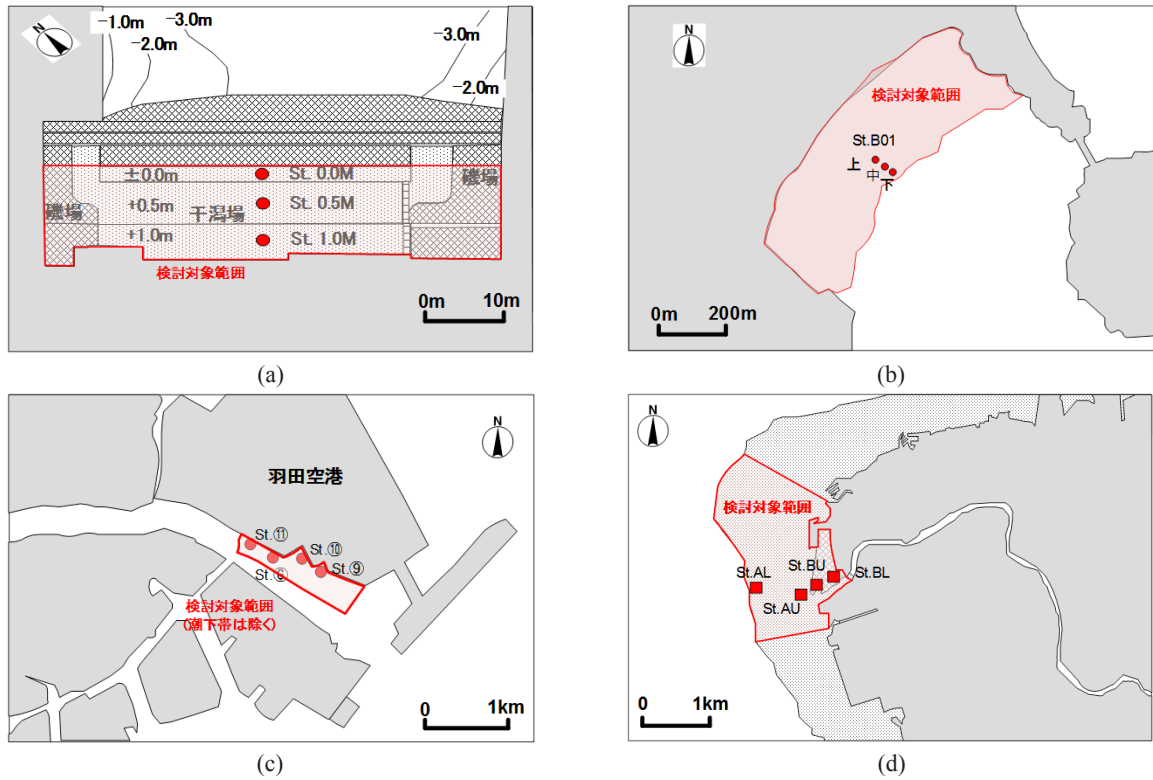 N
-1.0m
-3.0m
-2.0m
-3.0m
-2.0m
±0.0m
St. 0.0M
磯場
磯場
+0.5m
干潟場
St. 0.5M
+1.0m
St. 1.0M
検討対象範囲
0m 10m
(a)
N
検討対象範囲
St.B01
上
中
下
0m 200m
(b)
N
羽田空港
St.⑪
St.⑩
St.⑨
検討対象範囲
(潮下帯は除く)
0 1km
(c)
N
検討対象範囲
St.BU
St.AL
St.BL
St.AU
0 1km
(d)